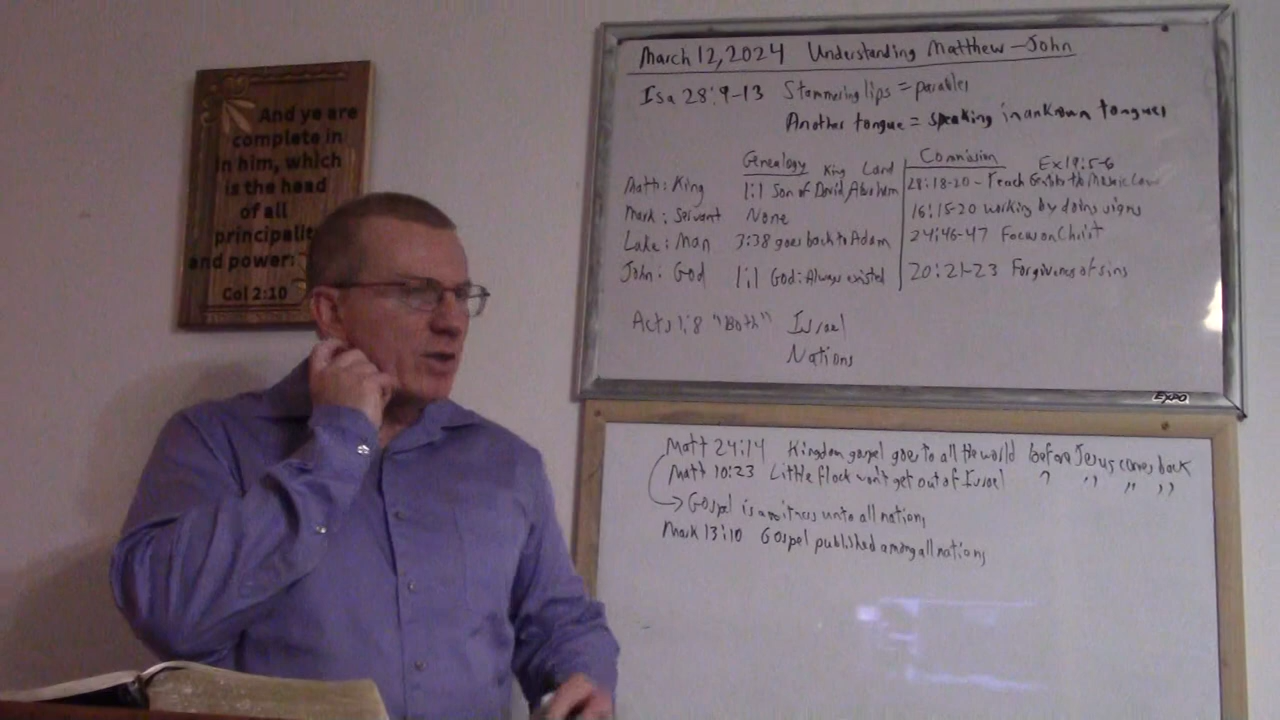 And ye are
complete in
in him, which
is the head
of all
principalit
and power:
Col 2:10
March 12, 2024 Understanding Matthew-John
Isa 28:9-13 Stammering lips = parables
Another tongue = speaking in unknown tongues
Genealogy King Land Commission Ex 19:5-6
Matt: King 1:1 Son of David, Abraham 28:18-20 - Teach Gentiles the Mosaic Law
Mark: Servant None 16:15-20 working by doing signs
Luke: Man 3:38 goes back to Adam 24:46-47 Focus on Christ
John: God 1:1 God: Always existed 20:21-23 Forgiveness of sins
Acts 1:8 "Both" Israel
Nations
EXPO
Matt 24:14 Kingdom gospel goes to all the world before Jesus comes back
Matt 10:23 Little flock won't get out of Israel " " " "
→ Gospel is a witness unto all nations
Mark 13:10 Gospel published among all nations